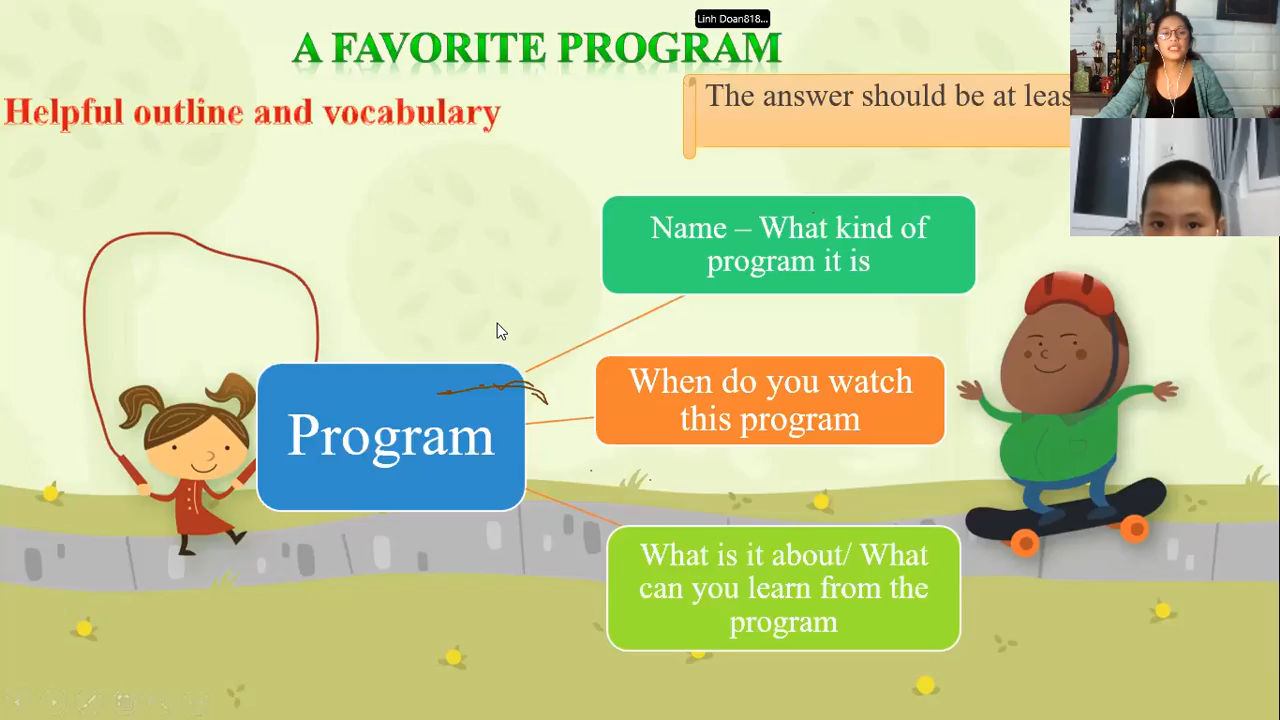 Linh Doan818...
A FAVORITE PROGRAM
Helpful outline and vocabulary
The answer should be at
Name – What kind of
program it is
When do you watch
this program
Program
What is it about/ What
can you learn from the
program